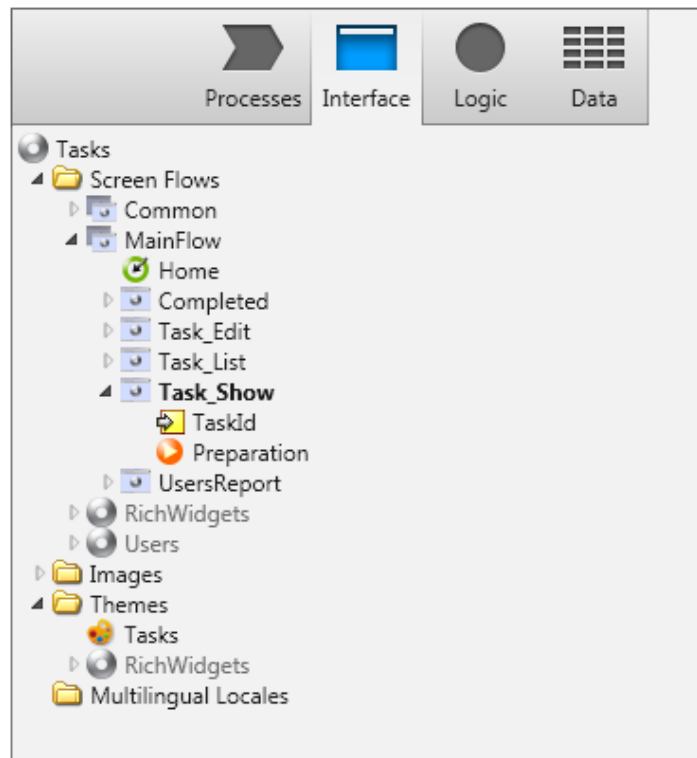 Processes Interface Logic Data
Tasks
Screen Flows
Common
MainFlow
Home
Completed
Task_Edit
Task_List
Task_Show
TaskId
Preparation
UsersReport
RichWidgets
Users
Images
Themes
Tasks
RichWidgets
Multilingual Locales